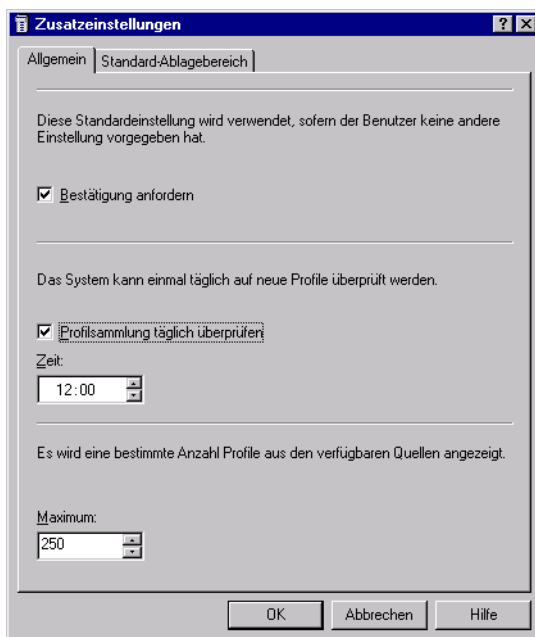 Zusatzeinstellungen
Allgemein Standard-Ablagebereich
Diese Standardeinstellung wird verwendet, sofern der Benutzer keine andere
Einstellung vorgegeben hat.
Bestätigung anfordern
Das System kann einmal täglich auf neue Profile überprüft werden.
Profilsammlung täglich überprüfen
Zeit:
12:00
Es wird eine bestimmte Anzahl Profile aus den verfügbaren Quellen angezeigt.
Maximum:
250
OK Abbrechen Hilfe